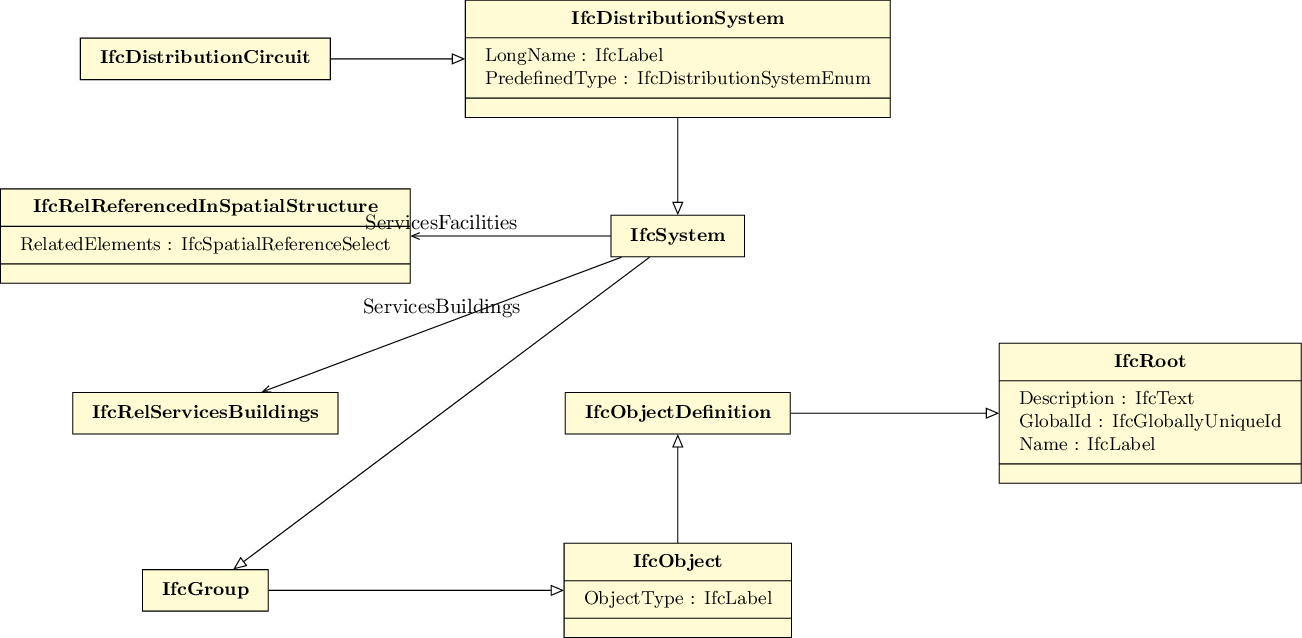 IfcDistributionSystem
LongName : IfcLabel
PredefinedType : IfcDistributionSystemEnum
IfcDistributionCircuit
IfcRelReferencedInSpatialStructure
RelatedElements : IfcSpatialReferenceSelect
ServicesFacilities
IfcSystem
ServicesBuildings
IfcRelServicesBuildings
IfcObjectDefinition
IfcRoot
Description : IfcText
GlobalId : IfcGloballyUniqueId
Name : IfcLabel
IfcGroup
IfcObject
ObjectType : IfcLabel